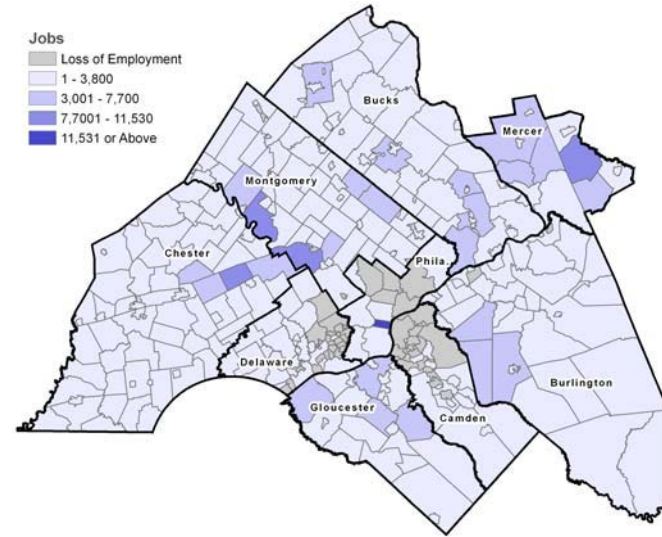 Jobs
Loss of Employment
1 - 3,800
3,001 - 7,700
7,7001 - 11,530
11,531 or Above
Bucks
Mercer
Montgomery
Chester
Phila..
Delaware
Burlington
Gloucester
Camden